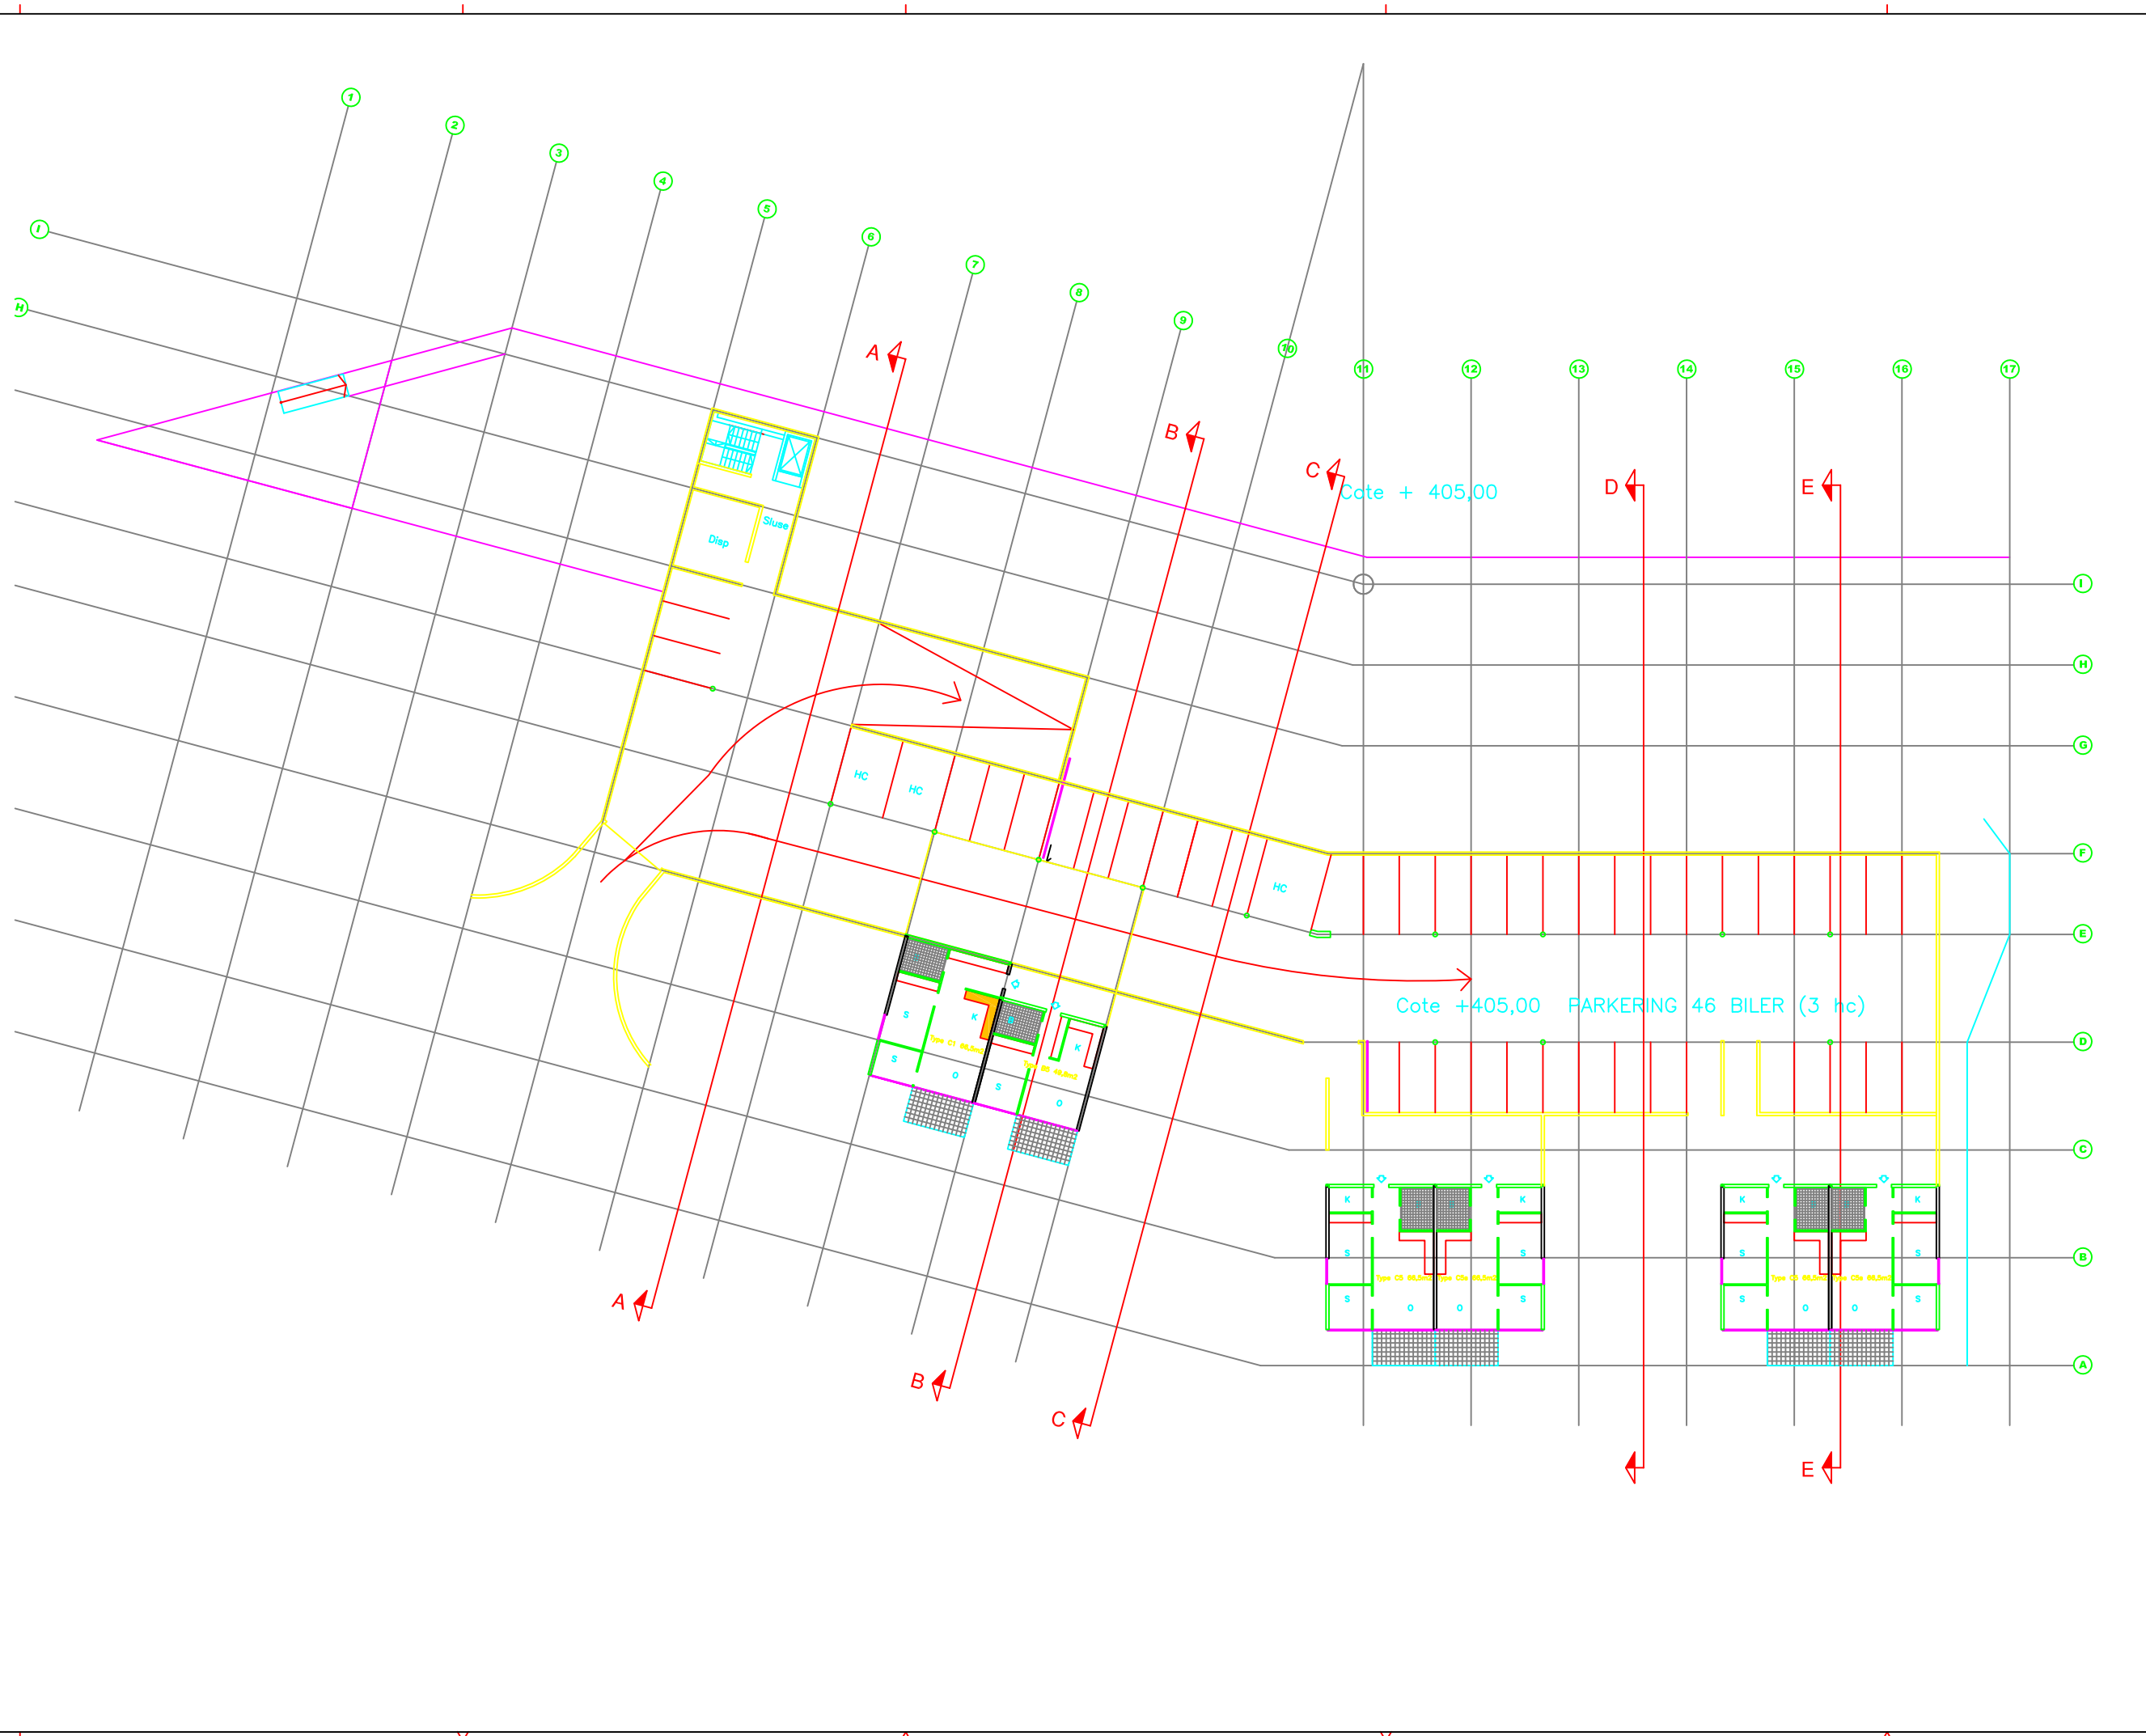 1
2
3
4
5
I
6
7
8
H
9
A
10
11
12
13
14
15
16
17
B
C
Cote + 405,00
D
E
Sluse
Disp
I
H
G
HC
HC
F
HC
E
Cote +405,00 PARKERING 46 BILER (3 hc)
S
K
D
K
S
O
S
O
C
K
K
K
K
S
S
S
S
B
S
S
S
S
O
O
O
O
A
A
B
C
E